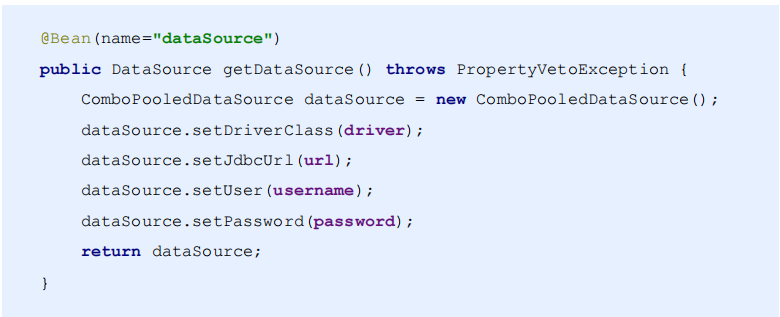 @Bean(name="dataSource")
public DataSource getDataSource() throws PropertyVetoException {
    ComboPooledDataSource dataSource = new ComboPooledDataSource();
    dataSource.setDriverClass(driver);
    dataSource.setJdbcUrl(url);
    dataSource.setUser(username);
    dataSource.setPassword(password);
    return dataSource;
}